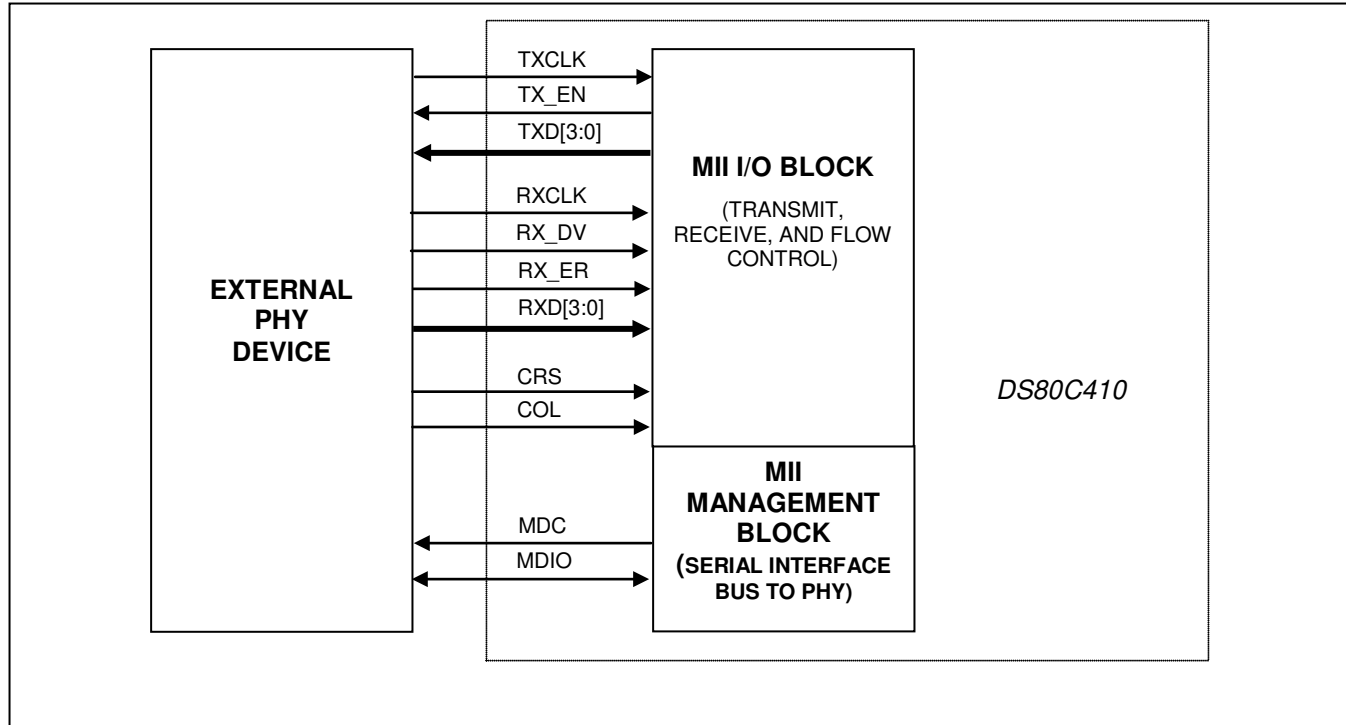 EXTERNAL
PHY
DEVICE
TXCLK
TX_EN
TXD[3:0]
RXCLK
RX_DV
RX_ER
RXD[3:0]
CRS
COL
MDC
MDIO
MII I/O BLOCK
(TRANSMIT,
RECEIVE, AND FLOW
CONTROL)
MII
MANAGEMENT
BLOCK
(SERIAL INTERFACE
BUS TO PHY)
DS80C410